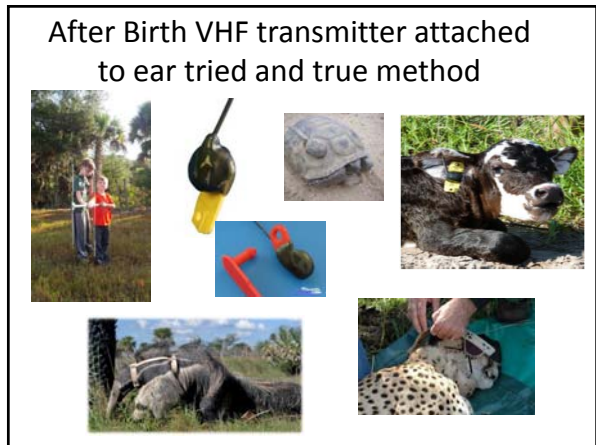 After Birth VHF transmitter attached
to ear tried and true method